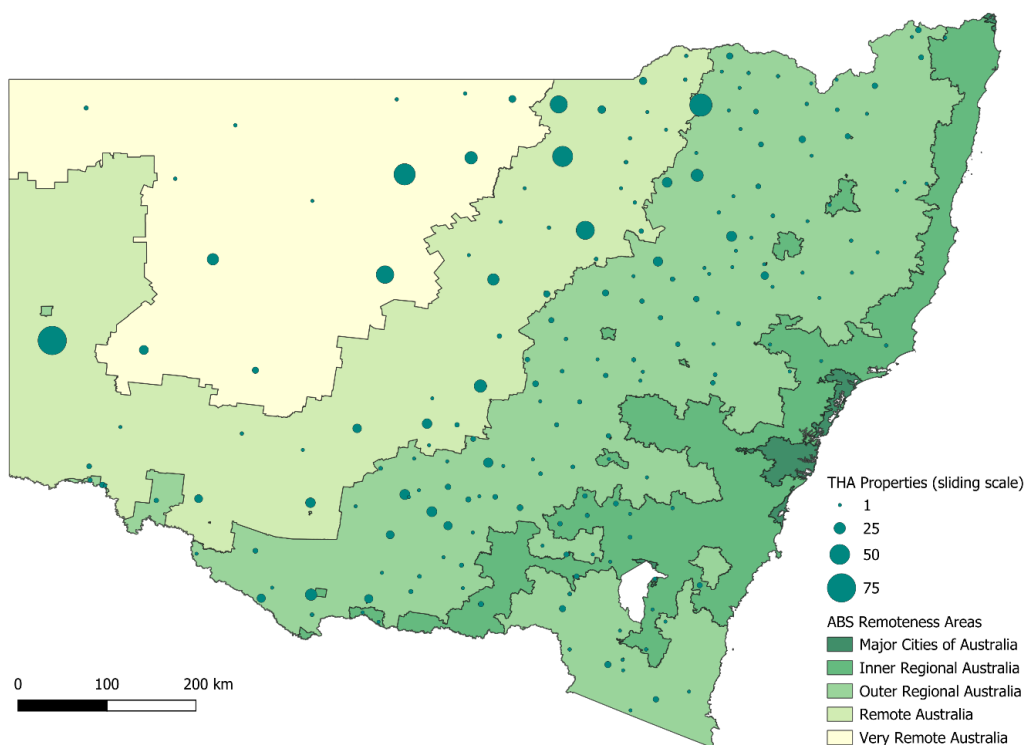 THA Properties (sliding scale)
1
25
50
75
ABS Remoteness Areas
Major Cities of Australia
Inner Regional Australia
Outer Regional Australia
Remote Australia
Very Remote Australia
0 100 200 km